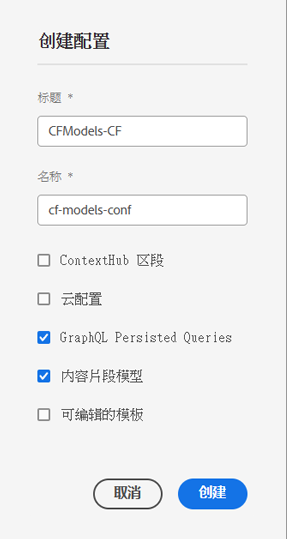 创建配置
标题 *
CFModels-CF
名称 *
cf-models-conf
ContextHub 区段
云配置
GraphQL Persisted Queries
内容片段模型
可编辑的模板
取消 创建